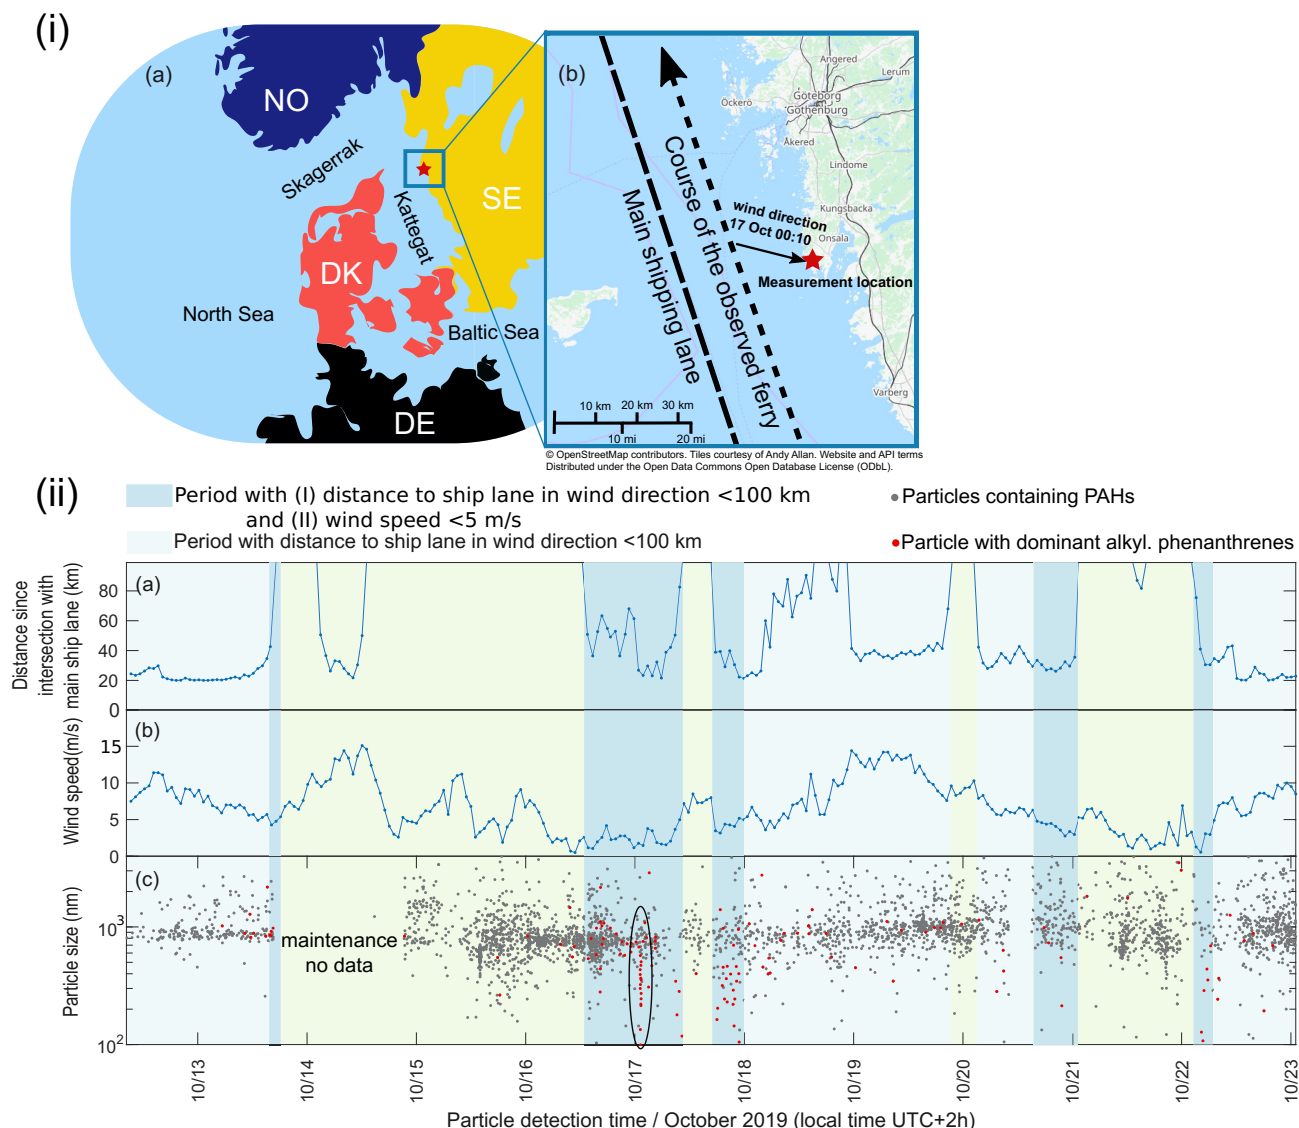 (i)
(a)
NO
Skagerrak
SE
Kattegat
DK
North Sea
Baltic Sea
DE
(b)
Angered
Lerum
Öckerö
Göteborg
Gothenburg
Åkered
Lindome
Kungsbacka
wind direction
17 Oct 00:10
Onsala
Measurement location
Course of the observed ferry
Main shipping lane
Varberg
10 km 20 km 30 km
10 mi 20 mi
© OpenStreetMap contributors. Tiles courtesy of Andy Allan. Website and API terms
Distributed under the Open Data Commons Open Database License (ODbL).
(ii)
Period with (I) distance to ship lane in wind direction <100 km
and (II) wind speed <5 m/s
Period with distance to ship lane in wind direction <100 km
Particles containing PAHs
Particle with dominant alkyl. phenanthrenes
Distance since
intersection with
main ship lane (km)
80
60
40
20
0
(a)
Wind speed(m/s)
15
10
5
0
(b)
Particle size (nm)
10³
10²
(c)
maintenance
no data
10/13 10/14 10/15 10/16 10/17 10/18 10/19 10/20 10/21 10/22 10/23
Particle detection time / October 2019 (local time UTC+2h)